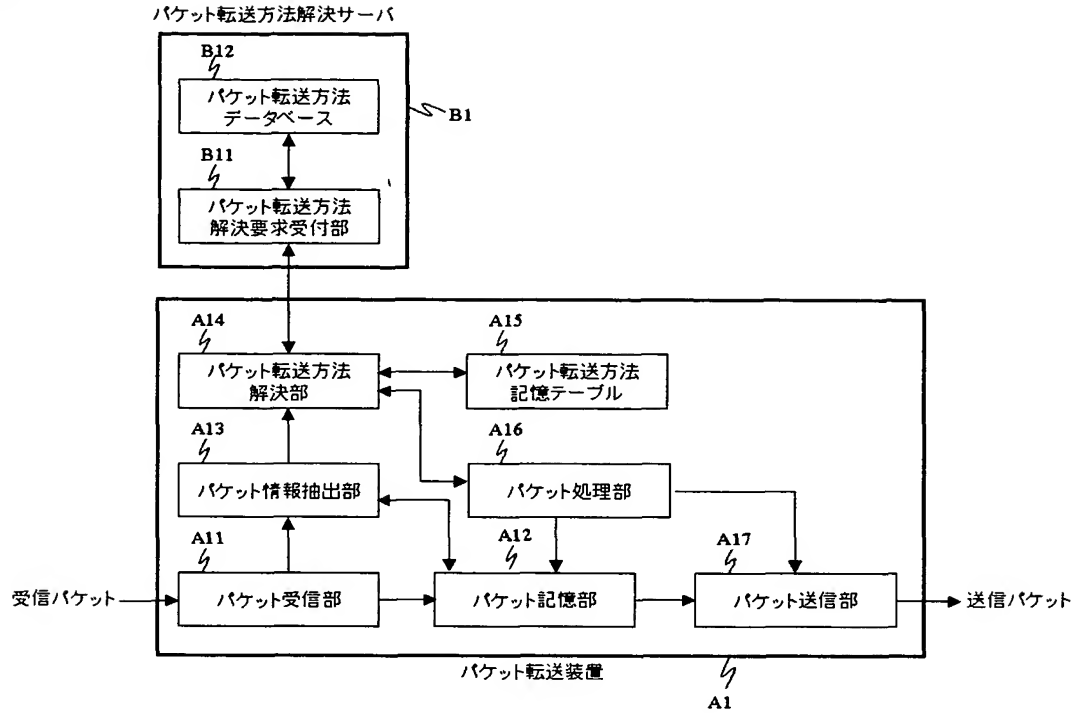 パケット転送方法解決サーバ
B12
パケット転送方法
データベース
B1
B11
パケット転送方法
解決要求受付部
A14
パケット転送方法
解決部
A15
パケット転送方法
記憶テーブル
A13
パケット情報抽出部
A16
パケット処理部
A11
パケット受信部
A12
パケット記憶部
A17
パケット送信部
受信パケット
送信パケット
パケット転送装置
A1